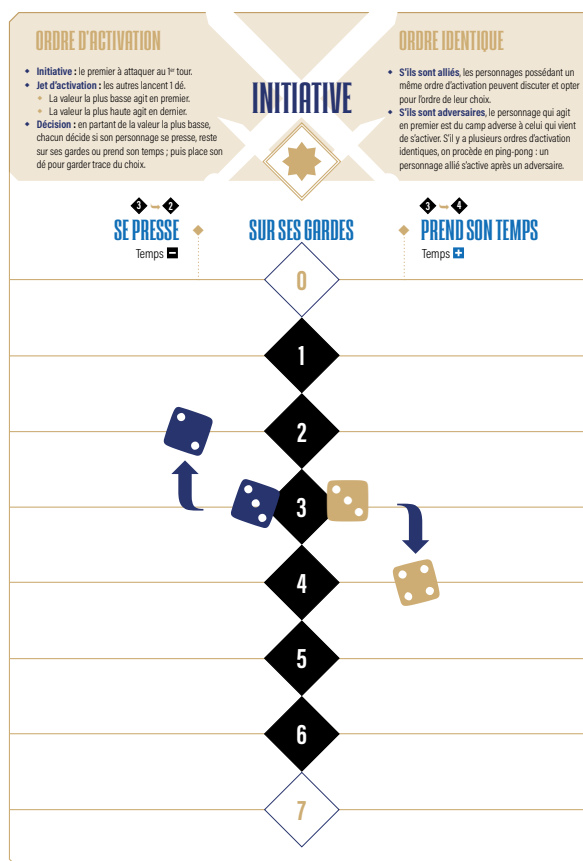 ORDRE D'ACTIVATION
Initiative : le premier à attaquer au 1er tour.
Jet d'activation : les autres lancent 1 dé.
La valeur la plus basse agit en premier.
La valeur la plus haute agit en dernier.
Décision : en partant de la valeur la plus basse,
chacun décide si son personnage se presse, reste
sur ses gardes ou prend son temps ; puis place son
dé pour garder trace du choix.
INITIATIVE
ORDRE IDENTIQUE
S'ils sont alliés, les personnages possédant un
même ordre d'activation peuvent discuter et opter
pour l'ordre de leur choix.
S'ils sont adversaires, le personnage qui agit
en premier est du camp adverse à celui qui vient
de s'activer. S'il y a plusieurs ordres d'activation
identiques, on procède en ping-pong : un
personnage allié s'active après un adversaire.
3 → 2
SE PRESSE
Temps -
SUR SES GARDES
3 → 4
PREND SON TEMPS
Temps +
0
1
2
3
4
5
6
7